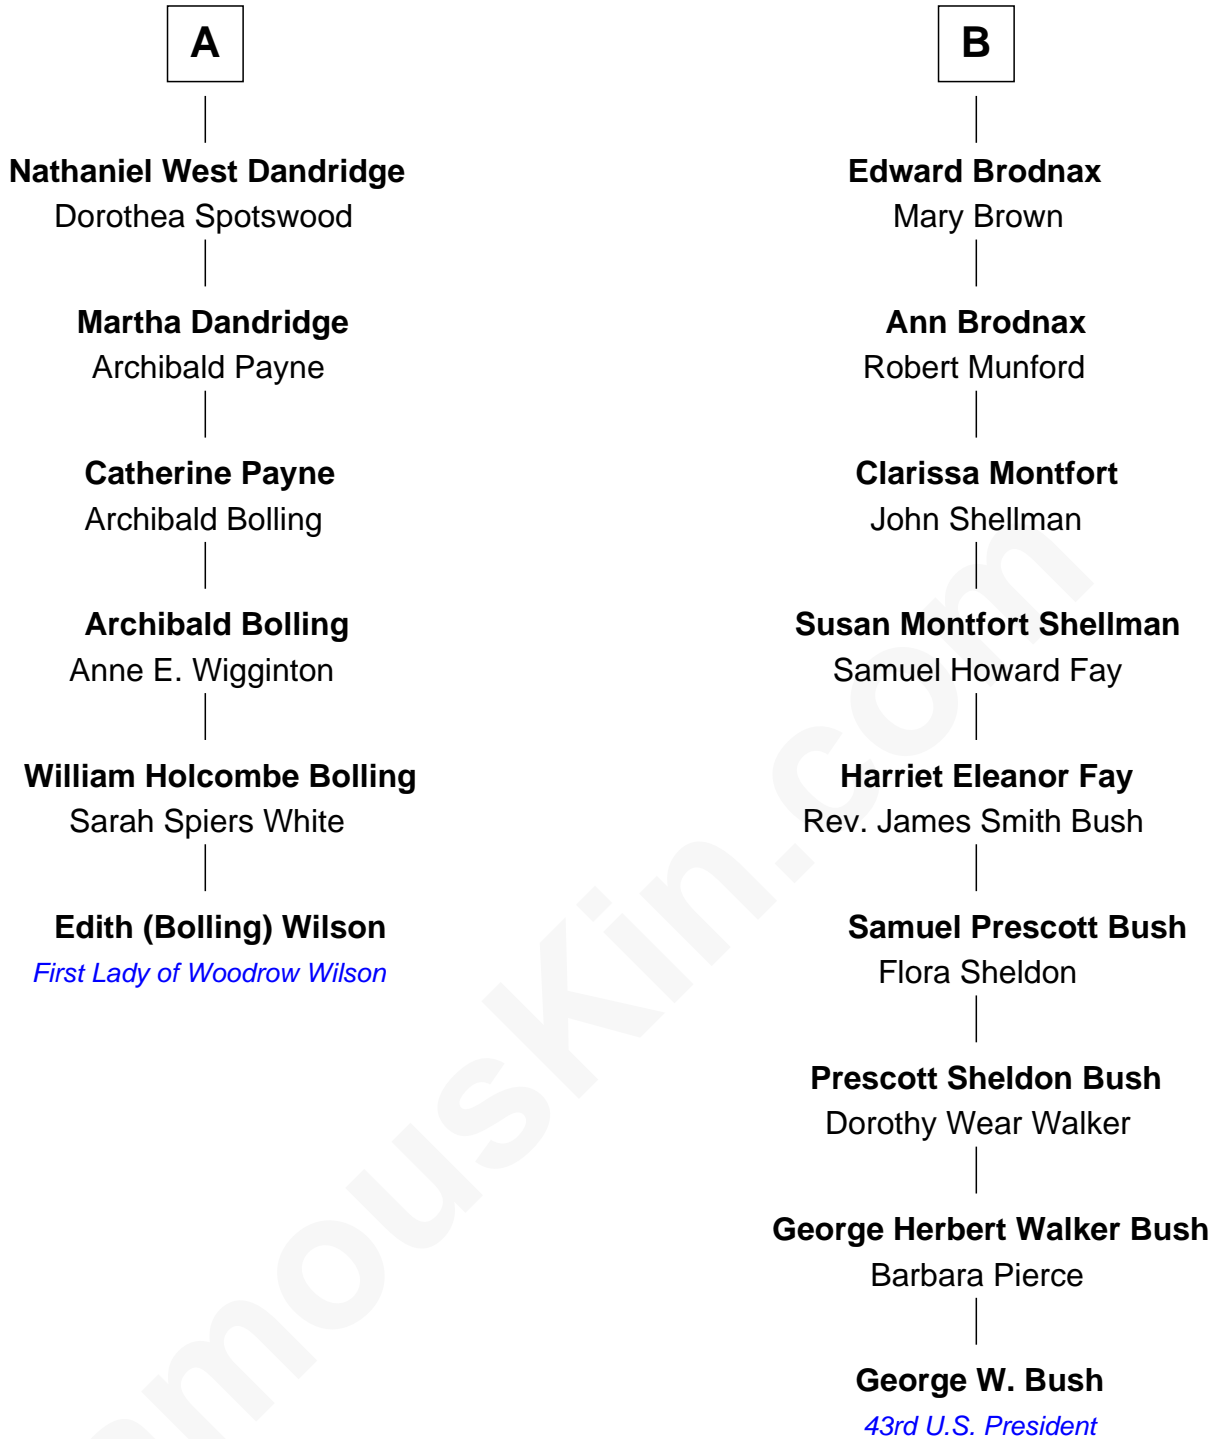 A
Nathaniel West Dandridge
Dorothea Spotswood
Martha Dandridge
Archibald Payne
Catherine Payne
Archibald Bolling
Archibald Bolling
Anne E. Wigginton
William Holcombe Bolling
Sarah Spiers White
Edith (Bolling) Wilson
First Lady of Woodrow Wilson
B
Edward Brodnax
Mary Brown
Ann Brodnax
Robert Munford
Clarissa Montfort
John Shellman
Susan Montfort Shellman
Samuel Howard Fay
Harriet Eleanor Fay
Rev. James Smith Bush
Samuel Prescott Bush
Flora Sheldon
Prescott Sheldon Bush
Dorothy Wear Walker
George Herbert Walker Bush
Barbara Pierce
George W. Bush
43rd U.S. President
amousKin.com